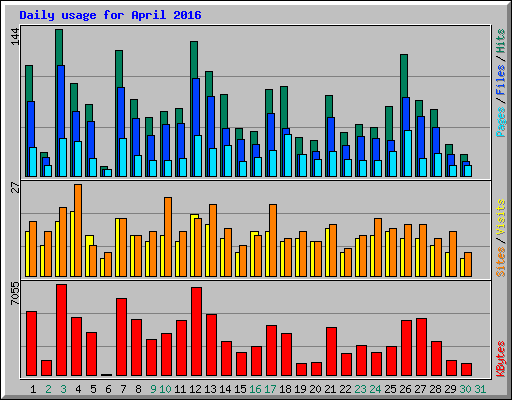 Daily usage for April 2016
144
Pages / Files / Hits
27
Sites / Visits
7055
KBytes
1 2 3 4 5 6 7 8 9 10 11 12 13 14 15 16 17 18 19 20 21 22 23 24 25 26 27 28 29 30 31